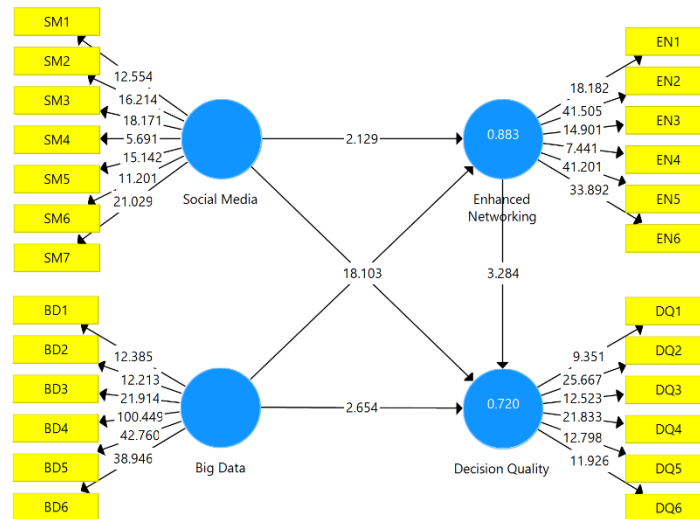 SM1
SM2
SM3
SM4
SM5
SM6
SM7
12.554
16.214
18.171
5.691
15.142
11.201
21.029
Social Media
2.129
0.883
Enhanced
Networking
18.182
41.505
14.901
7.441
41.201
33.892
EN1
EN2
EN3
EN4
EN5
EN6
18.103
3.284
BD1
BD2
BD3
BD4
BD5
BD6
12.385
12.213
21.914
100.449
42.760
38.946
Big Data
2.654
0.720
Decision Quality
9.351
25.667
12.523
21.833
12.798
11.926
DQ1
DQ2
DQ3
DQ4
DQ5
DQ6